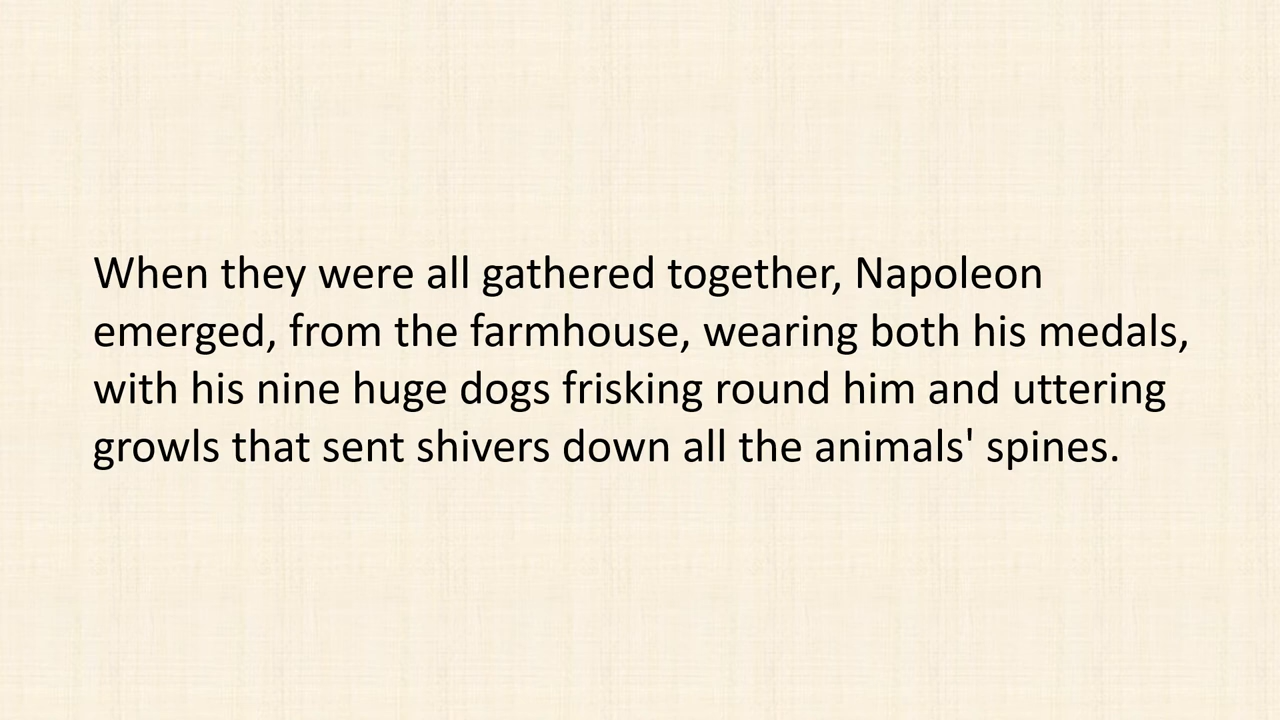 When they were all gathered together, Napoleon
emerged, from the farmhouse, wearing both his medals,
with his nine huge dogs frisking round him and uttering
growls that sent shivers down all the animals' spines.